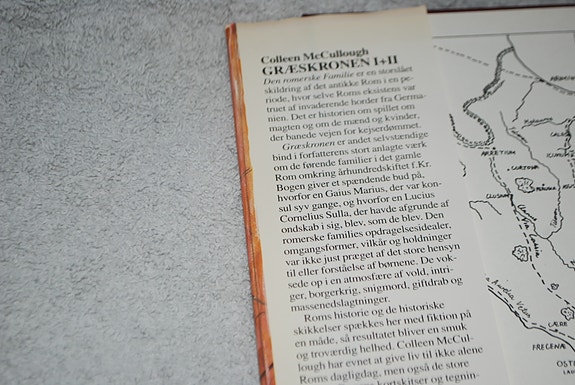 Colleen McCullough
GRÆSKRONEN I+II
Den romerske Familie er en storslået
skildring af det antikke Rom i en pe-
riode, hvor selve Roms eksistens var
truet af invaderende horder fra Germa-
nien. Det er historien om spillet om
magten og om de mænd og kvinder,
der banede vejen for kejserdømmet.
Græskronen er andet selvstændige
bind i forfatterens stort anlagte værk
om de førende familier i det gamle
Rom omkring århundredskiftet f.Kr.
Bogen giver et spændende bud på,
hvorfor en Gaius Marius, der var kon-
sul syv gange, og hvorfor en Lucius
Cornelius Sulla, der havde afgrunde af
ondskab i sig, blev, som de blev. Den
romerske families opdragelsesidealer,
omgangsformer, vilkår og holdninger
var ikke just præget af det store hensyn
til eller forståelse af børnene. De vok-
sede op i en atmosfære af vold, intri-
ger, borgerkrig, snigmord, giftdrab og
massenedslagtninger.
Roms historie og de historiske
skikkelser spækkes her med fiktion på
en måde, så resultatet bliver en smuk
og troværdig helhed. Colleen McCul-
lough har evnet at give liv til ikke alene
Roms dagligdag, men også de store
ARRETIUM
CORTONA
CLUSIUM
PERUSIA
CALES
Via
CAERE
FREGENAE
OSTIA